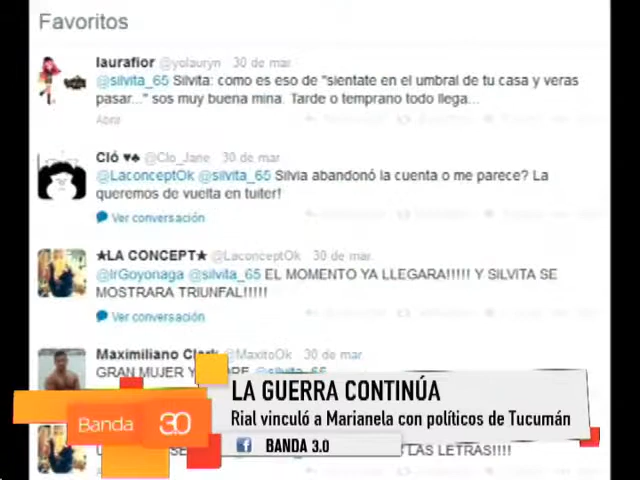 Favoritos
laurafior @yolauryn 30 de mar
@silvita_65 Silvita: como es eso de "sientate en el umbral de tu casa y veras
pasar..." sos muy buena mina. Tarde o temprano todo llega...
Abrir
Cló ♥♣ @Clo_Jane 30 de mar
@LaconceptOk @silvita_65 Silvia abandonó la cuenta o me parece? La
queremos de vuelta en tuiter!
Ver conversación
★LA CONCEPT★ @LaconceptOk 30 de mar
@IrGoyonaga @silvita_65 EL MOMENTO YA LLEGARA!!!!! Y SILVITA SE
MOSTRARA TRIUNFAL!!!!!
Ver conversación
Maximiliano @MaxitoOk 30 de mar
GRAN MUJER Y
LA GUERRA CONTINÚA
Rial vinculó a Marianela con políticos de Tucumán
Banda 3.0
BANDA 3.0
LAS LETRAS!!!!